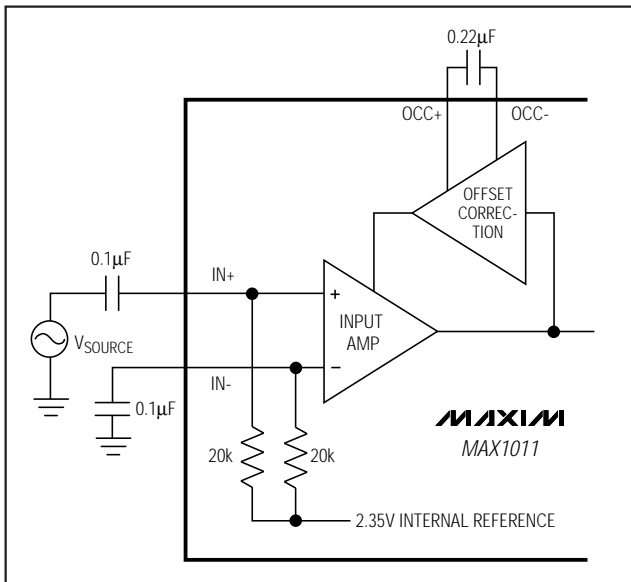 0.22µF
OCC+
OCC-
OFFSET
CORREC-
TION
0.1µF
IN+
+
INPUT
AMP
−
VSOURCE
IN-
0.1µF
20k
20k
MAXIM
MAX1011
2.35V INTERNAL REFERENCE